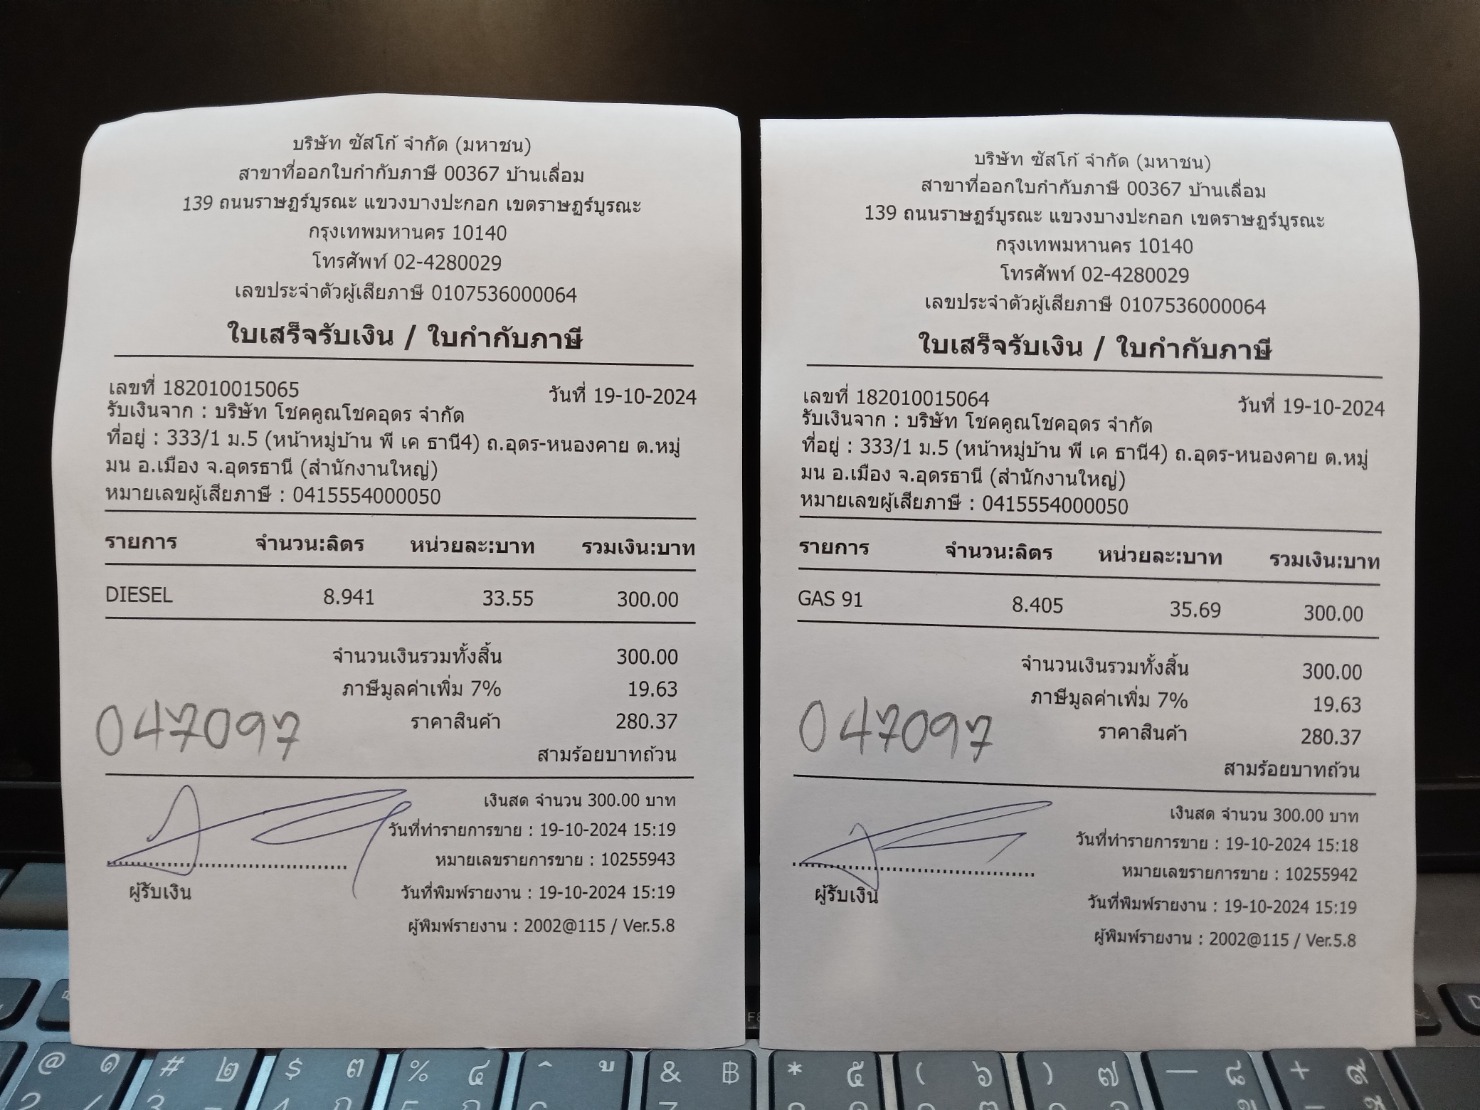 บริษัท ซัสโก้ จำกัด (มหาชน)
สาขาที่ออกใบกำกับภาษี 00367 บ้านเลื่อม
139 ถนนราษฎร์บูรณะ แขวงบางปะกอก เขตราษฎร์บูรณะ
กรุงเทพมหานคร 10140
โทรศัพท์ 02-4280029
เลขประจำตัวผู้เสียภาษี 0107536000064
ใบเสร็จรับเงิน / ใบกำกับภาษี
เลขที่ 182010015065 วันที่ 19-10-2024
รับเงินจาก : บริษัท โชคคูณโชคอุดร จำกัด
ที่อยู่ : 333/1 ม.5 (หน้าหมู่บ้าน พี เค ธานี4) ถ.อุดร-หนองคาย ต.หมู่
มน อ.เมือง จ.อุดรธานี (สำนักงานใหญ่)
หมายเลขผู้เสียภาษี : 0415554000050
รายการ จำนวน:ลิตร หน่วยละ:บาท รวมเงิน:บาท
DIESEL 8.941 33.55 300.00
จำนวนเงินรวมทั้งสิ้น 300.00
ภาษีมูลค่าเพิ่ม 7% 19.63
047097 ราคาสินค้า 280.37
สามร้อยบาทถ้วน
เงินสด จำนวน 300.00 บาท
วันที่ทำรายการขาย : 19-10-2024 15:19
หมายเลขรายการขาย : 10255943
ผู้รับเงิน วันที่พิมพ์รายงาน : 19-10-2024 15:19
ผู้พิมพ์รายงาน : 2002@115 / Ver.5.8
บริษัท ซัสโก้ จำกัด (มหาชน)
สาขาที่ออกใบกำกับภาษี 00367 บ้านเลื่อม
139 ถนนราษฎร์บูรณะ แขวงบางปะกอก เขตราษฎร์บูรณะ
กรุงเทพมหานคร 10140
โทรศัพท์ 02-4280029
เลขประจำตัวผู้เสียภาษี 0107536000064
ใบเสร็จรับเงิน / ใบกำกับภาษี
เลขที่ 182010015064 วันที่ 19-10-2024
รับเงินจาก : บริษัท โชคคูณโชคอุดร จำกัด
ที่อยู่ : 333/1 ม.5 (หน้าหมู่บ้าน พี เค ธานี4) ถ.อุดร-หนองคาย ต.หมู่
มน อ.เมือง จ.อุดรธานี (สำนักงานใหญ่)
หมายเลขผู้เสียภาษี : 0415554000050
รายการ จำนวน:ลิตร หน่วยละ:บาท รวมเงิน:บาท
GAS 91 8.405 35.69 300.00
จำนวนเงินรวมทั้งสิ้น 300.00
ภาษีมูลค่าเพิ่ม 7% 19.63
047097 ราคาสินค้า 280.37
สามร้อยบาทถ้วน
เงินสด จำนวน 300.00 บาท
วันที่ทำรายการขาย : 19-10-2024 15:18
หมายเลขรายการขาย : 10255942
ผู้รับเงิน วันที่พิมพ์รายงาน : 19-10-2024 15:19
ผู้พิมพ์รายงาน : 2002@115 / Ver.5.8
@ ๑ # ๒ $ ๓ % ๔ ^ & ฿ * ๕ ( ๖ ) ๗ — ๘ + ๙